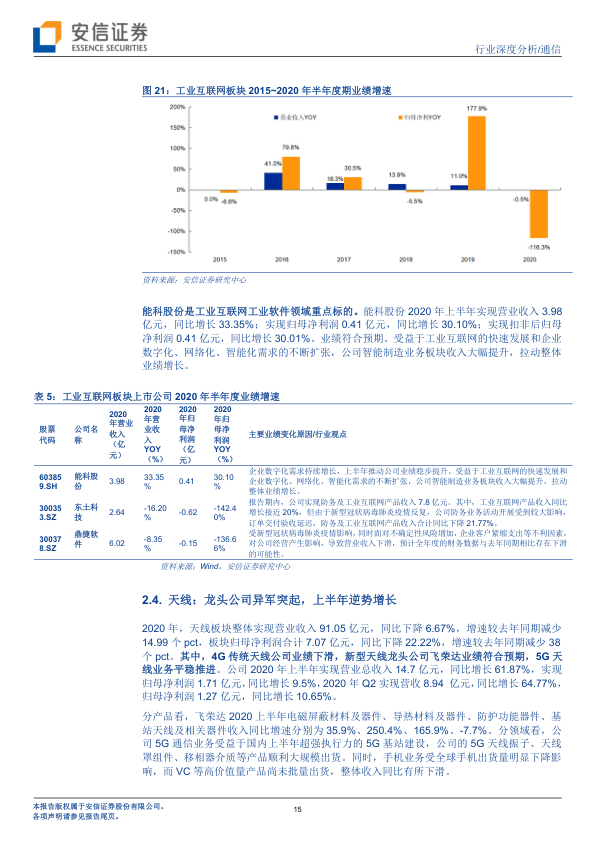 安信证券
ESSENCE SECURITIES
行业深度分析/通信
图 21：工业互联网板块 2015~2020 年半年度期业绩增速
200%
150%
100%
50%
0%
-50%
-100%
-150%
营业收入YOY
归母净利YOY
0.0%
-6.6%
41.0%
79.8%
16.3%
30.5%
13.9%
-5.5%
11.0%
177.9%
-0.5%
-116.3%
2015
2016
2017
2018
2019
2020
资料来源：安信证券研究中心
能科股份是工业互联网工业软件领域重点标的。能科股份 2020 年上半年实现营业收入 3.98
亿元，同比增长 33.35%；实现归母净利润 0.41 亿元，同比增长 30.10%；实现扣非后归母
净利润 0.41 亿元，同比增长 30.01%。业绩符合预期。受益于工业互联网的快速发展和企业
数字化、网络化、智能化需求的不断扩张，公司智能制造业务板块收入大幅提升，拉动整体
业绩增长。
表 5：工业互联网板块上市公司 2020 年半年度业绩增速
股票
代码
公司名
称
2020
年营业
收入
（亿
元）
2020
年营业
收入
YOY
（%）
2020
年归
母净
利润
（亿
元）
2020
年归
母净
利润
YOY
（%）
主要业绩变化原因/行业观点
60385
9.SH
能科股
份
3.98
33.35
%
0.41
30.10
%
企业数字化需求持续增长，上半年推动公司业绩稳步提升。受益于工业互联网的快速发展和
企业数字化、网络化、智能化需求的不断扩张，公司智能制造业务板块收入大幅提升，拉动
整体业绩增长。
30035
3.SZ
东土科
技
2.64
-16.20
%
-0.62
-142.4
0%
报告期内，公司实现防务及工业互联网产品收入 7.8 亿元。其中，工业互联网产品收入同比
增长接近 20%，但由于新型冠状病毒肺炎疫情反复，公司防务业务活动开展受到较大影响，
订单交付验收延迟，防务及工业互联网产品收入合计同比下降 21.77%。
30037
8.SZ
鼎捷软
件
6.02
-8.35
%
-0.15
-136.6
6%
受新型冠状病毒肺炎疫情影响，同时面对不确定性风险增加，企业客户紧缩支出等不利因素，
对公司经营产生影响，导致营业收入下滑，预计全年度的财务数据与去年同期相比存在下滑
的可能性。
资料来源：Wind，安信证券研究中心
2.4. 天线：龙头公司异军突起，上半年逆势增长
2020 年，天线板块整体实现营业收入 91.05 亿元，同比下降 6.67%，增速较去年同期减少
14.99 个 pct，板块归母净利润合计 7.07 亿元，同比下降 22.22%，增速较去年同期减少 38
个 pct。其中，4G 传统天线公司业绩下滑，新型天线龙头公司飞荣达业绩符合预期，5G 天
线业务平稳推进。公司 2020 年上半年实现营业总收入 14.7 亿元，同比增长 61.87%，实现
归母净利润 1.71 亿元，同比增长 9.5%，2020 年 Q2 实现营收 8.94 亿元，同比增长 64.77%，
归母净利润 1.27 亿元，同比增长 10.65%。
分产品看，飞荣达 2020 上半年电磁屏蔽材料及器件、导热材料及器件、防护功能器件、基
站天线及相关器件收入同比增速分别为 35.9%、250.4%、165.9%、-7.7%。分领域看，公
司 5G 通信业务受益于国内上半年超强执行力的 5G 基站建设，公司的 5G 天线振子、天线
罩组件、移相器介质等产品顺利大规模出货。同时，手机业务受全球手机出货量明显下降影
响，而 VC 等高价值量产品尚未批量出货，整体收入同比有所下滑。
本报告版权属于安信证券股份有限公司。
各项声明请参见报告尾页。
15